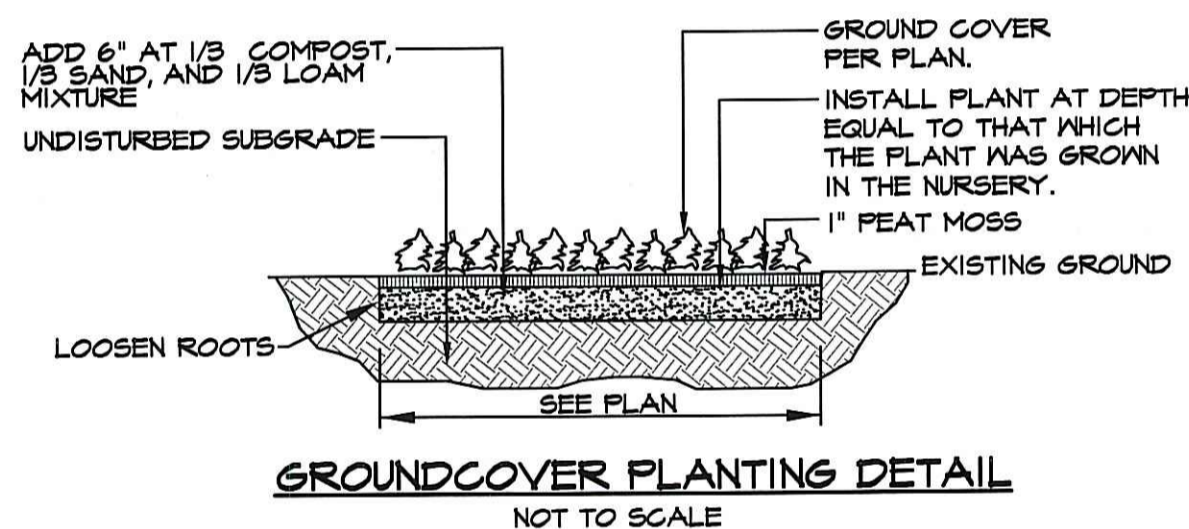 ADD 6" AT 1/3 COMPOST,
1/3 SAND, AND 1/3 LOAM
MIXTURE
UNDISTURBED SUBGRADE
LOOSEN ROOTS
GROUND COVER
PER PLAN.
INSTALL PLANT AT DEPTH
EQUAL TO THAT WHICH
THE PLANT WAS GROWN
IN THE NURSERY.
1" PEAT MOSS
EXISTING GROUND
SEE PLAN
GROUNDCOVER PLANTING DETAIL
NOT TO SCALE